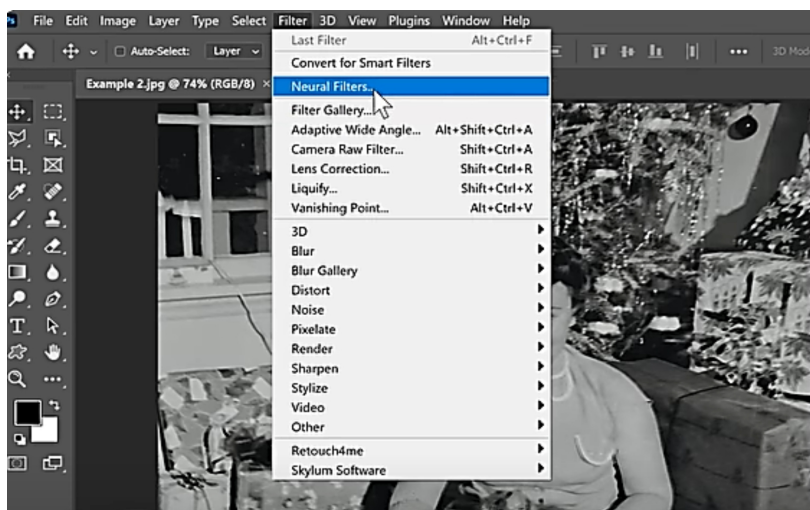 Ps File Edit Image Layer Type Select Filter 3D View Plugins Window Help
Auto-Select: Layer 3D Mod
Example 2.jpg @ 74% (RGB/8) ×
Last Filter Alt+Ctrl+F
Convert for Smart Filters
Neural Filters...
Filter Gallery...
Adaptive Wide Angle... Alt+Shift+Ctrl+A
Camera Raw Filter... Shift+Ctrl+A
Lens Correction... Shift+Ctrl+R
Liquify... Shift+Ctrl+X
Vanishing Point... Alt+Ctrl+V
3D
Blur
Blur Gallery
Distort
Noise
Pixelate
Render
Sharpen
Stylize
Video
Other
Retouch4me
Skylum Software